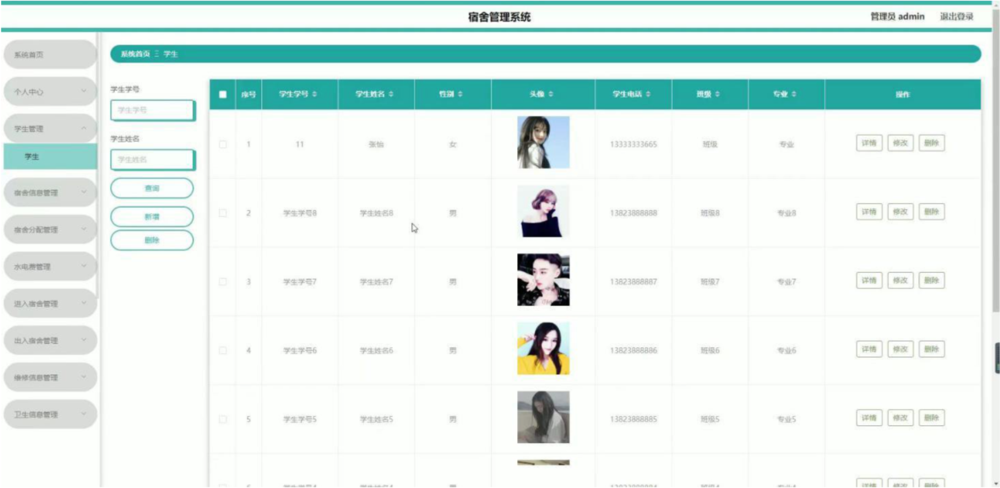 宿舍管理系统
管理员 admin 退出登录
系统首页
个人中心
学生管理
学生
宿舍信息管理
宿舍分配管理
水电费管理
进入宿舍管理
出入宿舍管理
维修信息管理
卫生信息管理
系统首页 Ξ 学生
学生学号
学生学号
学生姓名
学生姓名
查询
新增
删除
序号 学生学号 学生姓名 性别 头像 学生电话 班级 专业 操作
1 11 张怡 女 13333333665 班级 专业 详情 修改 删除
2 学生学号8 学生姓名8 男 13823888888 班级8 专业8 详情 修改 删除
3 学生学号7 学生姓名7 男 13823888887 班级7 专业7 详情 修改 删除
4 学生学号6 学生姓名6 男 13823888886 班级6 专业6 详情 修改 删除
5 学生学号5 学生姓名5 男 13823888885 班级5 专业5 详情 修改 删除